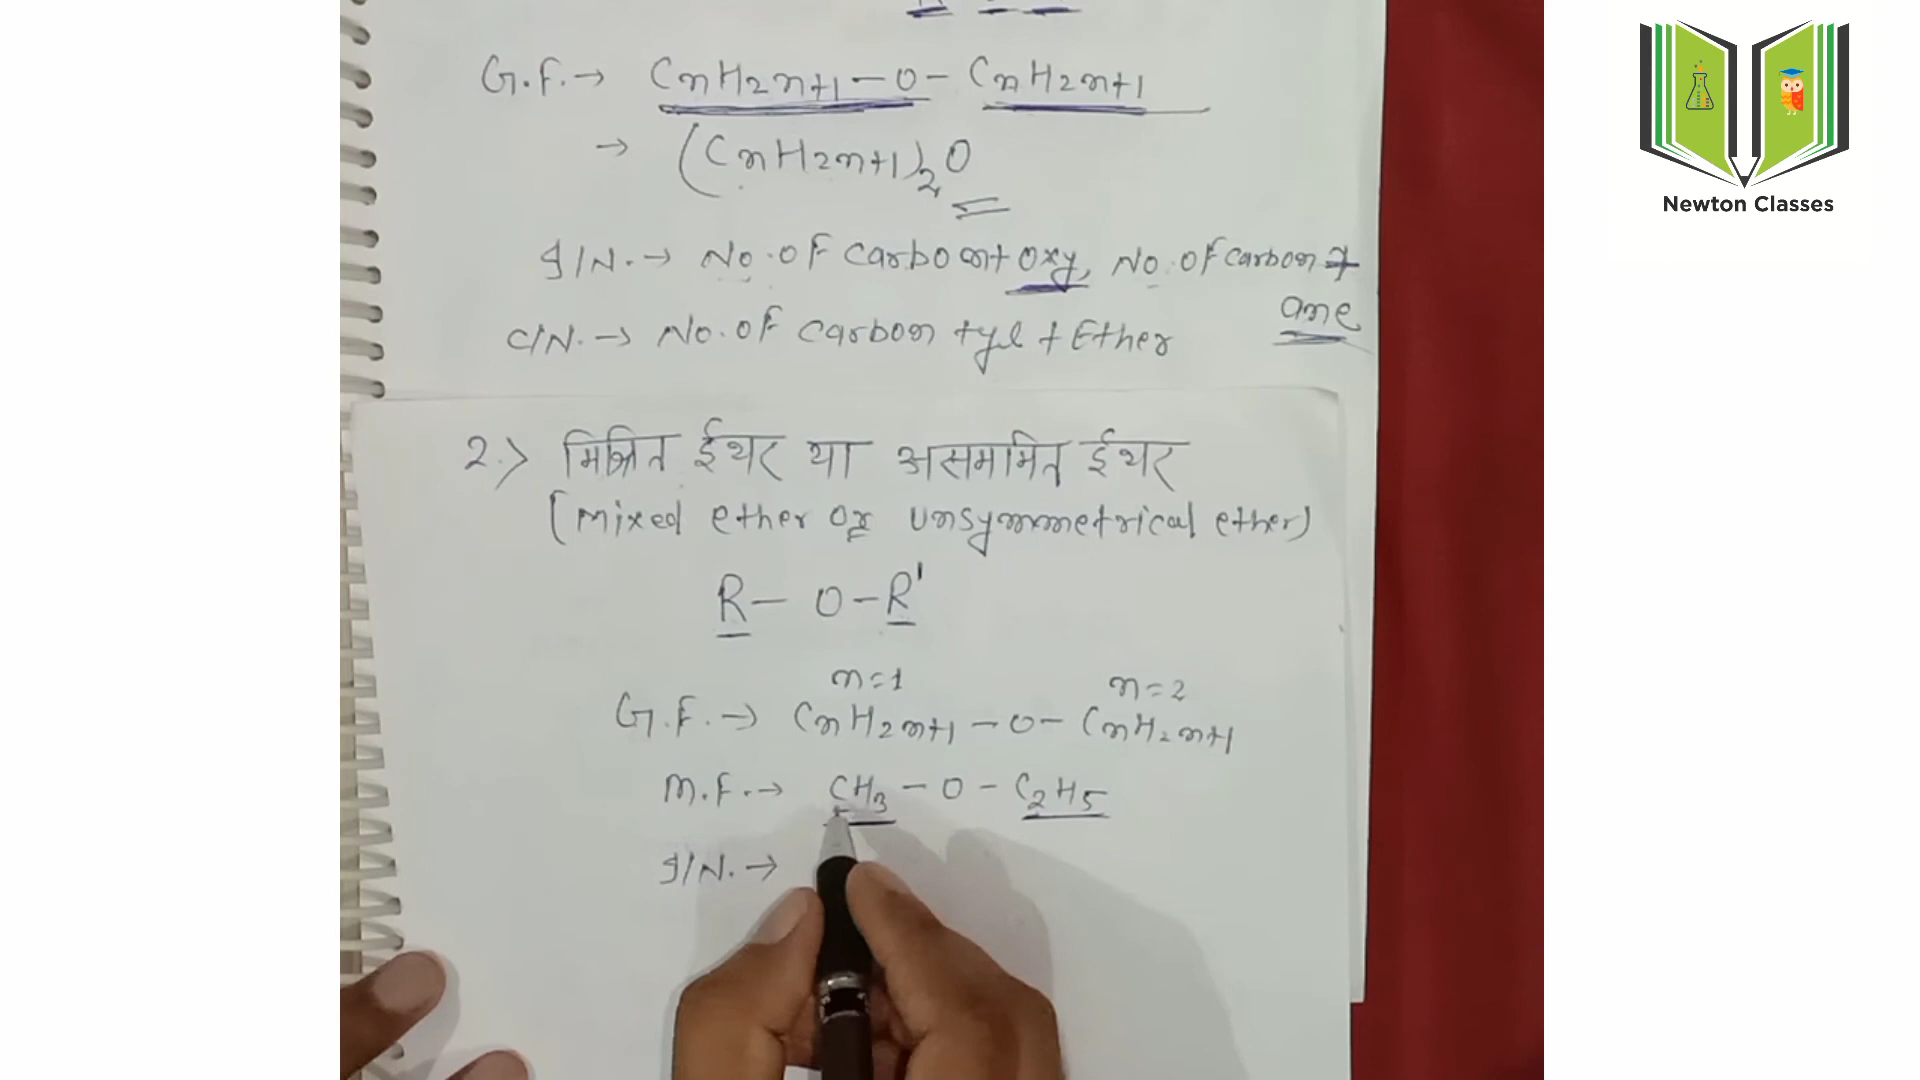 G.F.→ CnH2n+1 — O — CnH2n+1
→ (CnH2n+1)2O
I/N. → No. of carbon + oxy, No. of carbon + ane
C/N. → No. of carbon + yl + Ether
2.) मिश्रित ईथर या असममित ईथर
(Mixed ether or unsymmetrical ether)
R — O — R'
n=1 n=2
G.F. → CnH2n+1 — O — CnH2n+1
M.F. → CH3 — O — C2H5
I/N. →
Newton Classes